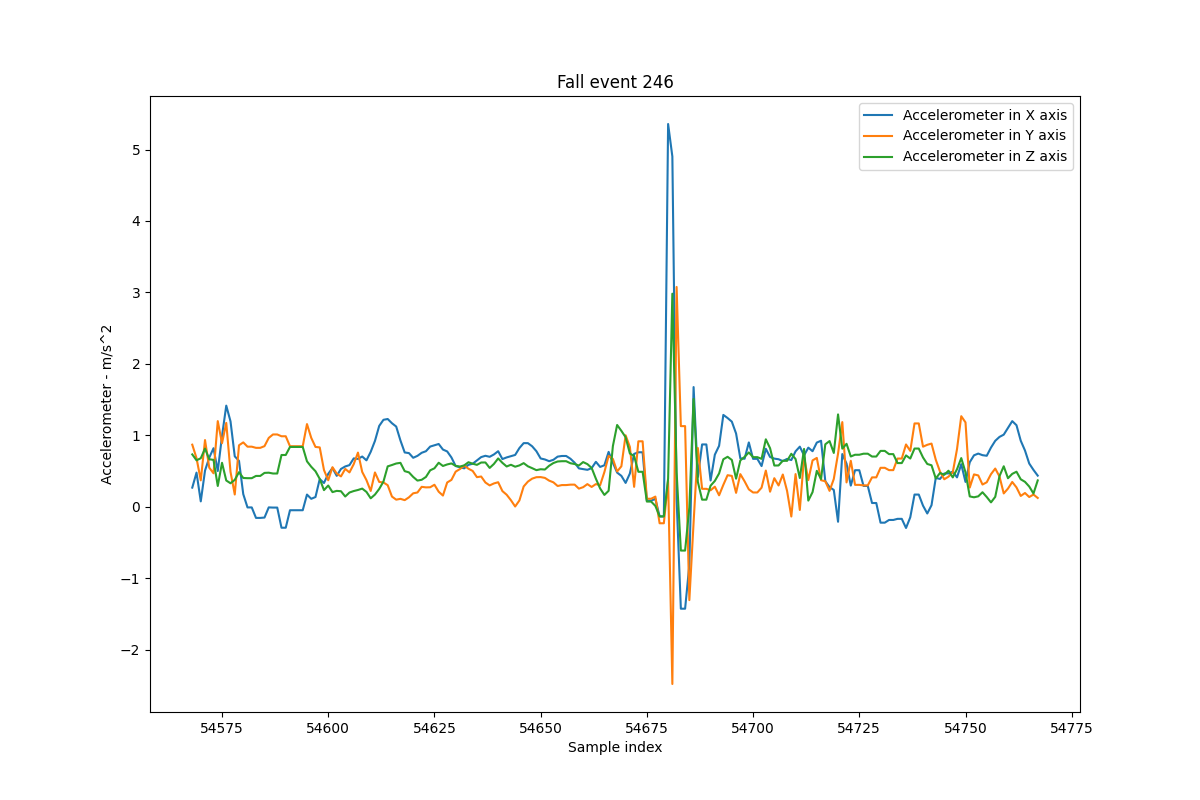 Fall event 246
Accelerometer in X axis
Accelerometer in Y axis
Accelerometer in Z axis
Accelerometer - m/s^2
5
4
3
2
1
0
−1
−2
54575 54600 54625 54650 54675 54700 54725 54750 54775
Sample index